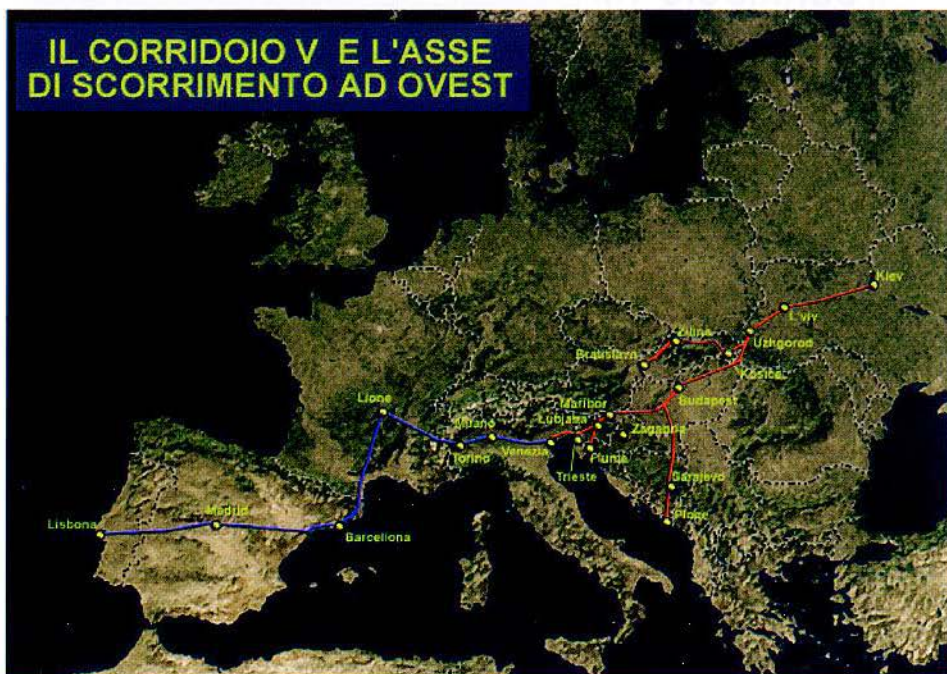 IL CORRIDOIO V E L'ASSE
DI SCORRIMENTO AD OVEST
Kiev
L'viv
Zilina
Uzhgorod
Bratislava
Kosice
Budapest
Lione
Maribor
Lubjana
Milano
Zagabria
Torino
Venezia
Fiume
Trieste
Sarajevo
Ploce
Madrid
Lisbona
Barcellona